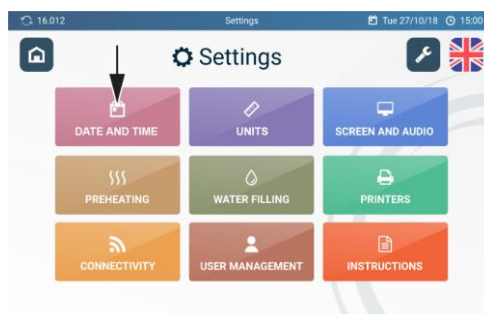 16.012 Settings Tue 27/10/18 15:00
Settings
DATE AND TIME UNITS SCREEN AND AUDIO
PREHEATING WATER FILLING PRINTERS
CONNECTIVITY USER MANAGEMENT INSTRUCTIONS